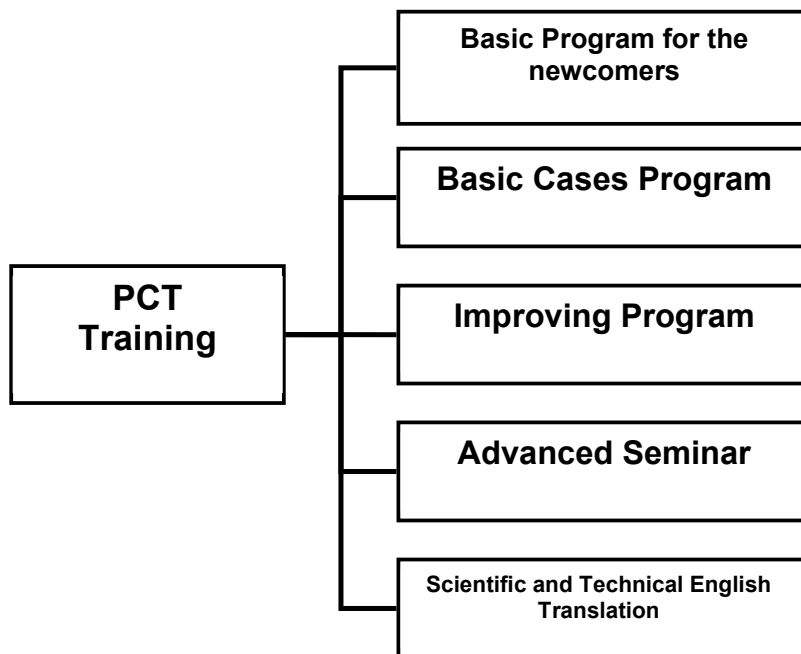 Basic Program for the
newcomers
Basic Cases Program
PCT
Training
Improving Program
Advanced Seminar
Scientific and Technical English
Translation